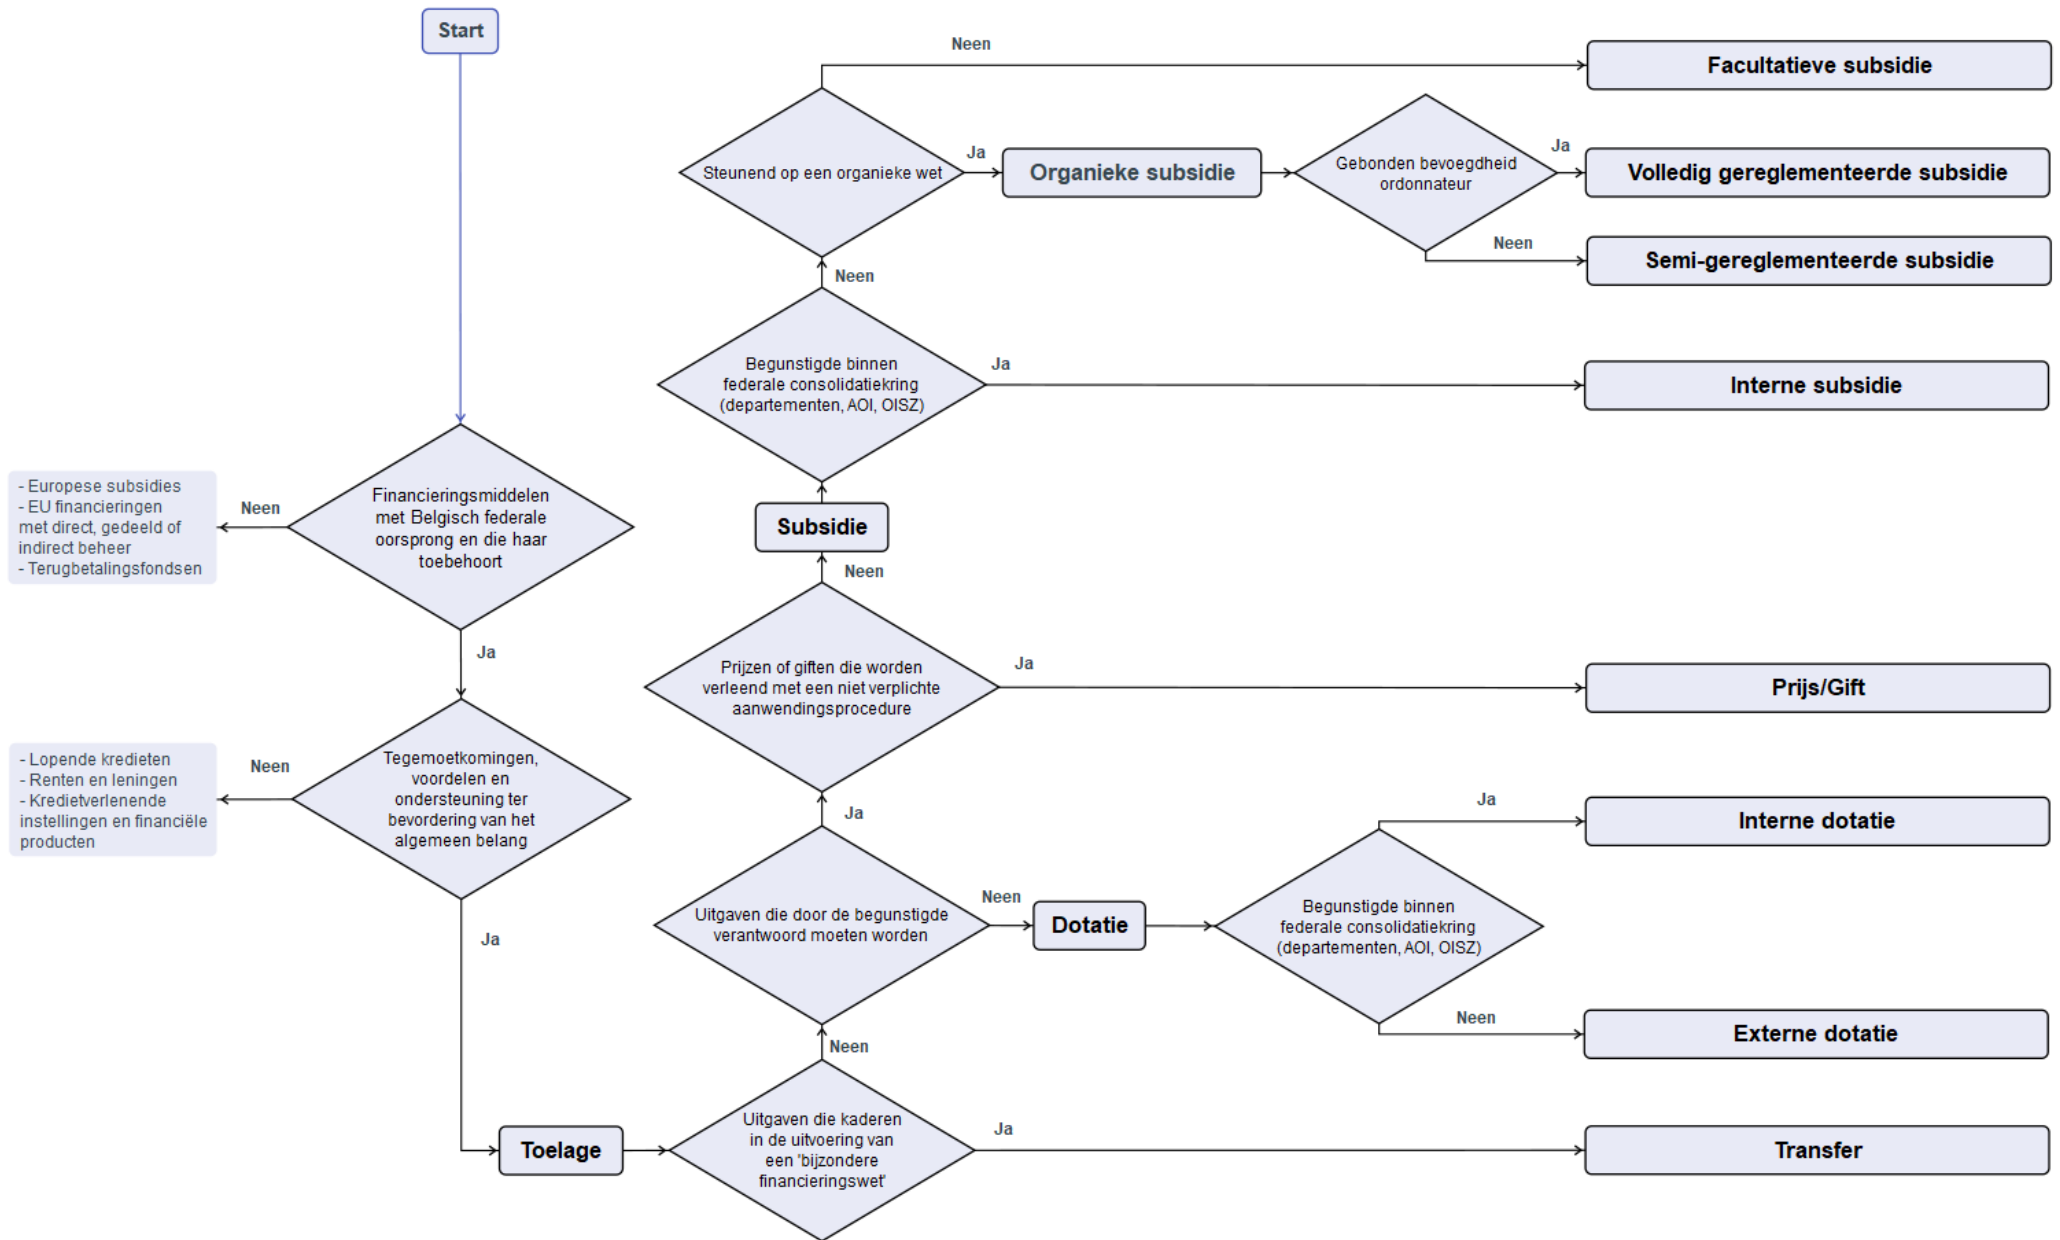 Start
Neen
Financieringsmiddelen
met Belgisch federale
oorsprong en die haar
toebehoort
- Europese subsidies
- EU financieringen
met direct, gedeeld of
indirect beheer
- Terugbetalingsfondsen
Ja
Neen
Tegemoetkomingen,
voordelen en
ondersteuning ter
bevordering van het
algemeen belang
- Lopende kredieten
- Renten en leningen
- Kredietverlenende
instellingen en financiële
producten
Ja
Toelage
Uitgaven die kaderen
in de uitvoering van
een 'bijzondere
financieringswet'
Ja
Transfer
Neen
Uitgaven die door de begunstigde
verantwoord moeten worden
Neen
Dotatie
Begunstigde binnen
federale consolidatiekring
(departementen, AOI, OISZ)
Ja
Interne dotatie
Neen
Externe dotatie
Ja
Prijzen of giften die worden
verleend met een niet verplichte
aanwendingsprocedure
Ja
Prijs/Gift
Neen
Subsidie
Begunstigde binnen
federale consolidatiekring
(departementen, AOI, OISZ)
Ja
Interne subsidie
Neen
Steunend op een organieke wet
Neen
Facultatieve subsidie
Ja
Organieke subsidie
Gebonden bevoegdheid
ordonnateur
Ja
Volledig gereglementeerde subsidie
Neen
Semi-gereglementeerde subsidie